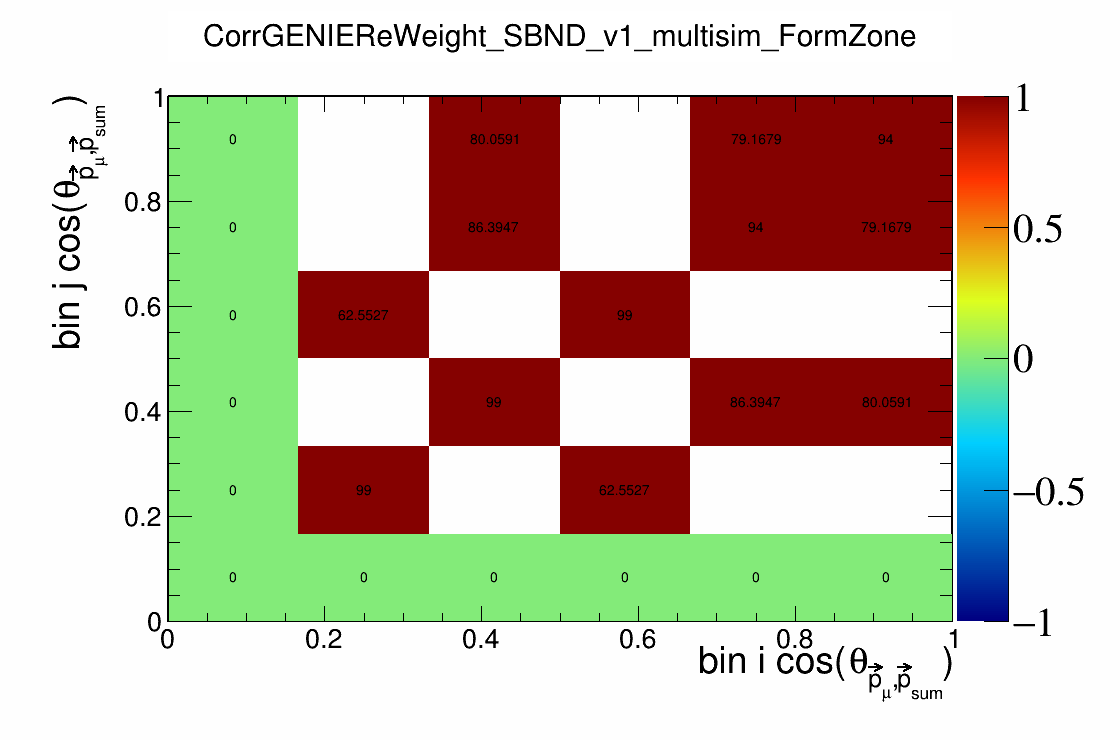 CorrGENIEReWeight_SBND_v1_multisim_FormZone
bin j cos(θ p⃗μ,p⃗sum)
1
0.8
0.6
0.4
0.2
0
0 80.0591 79.1679 94
0 86.3947 94 79.1679
0 62.5527 99
0 99 86.3947 80.0591
0 99 62.5527
0 0 0 0 0 0
0 0.2 0.4 0.6 0.8 1
bin i cos(θ p⃗μ,p⃗sum)
1
0.5
0
−0.5
−1